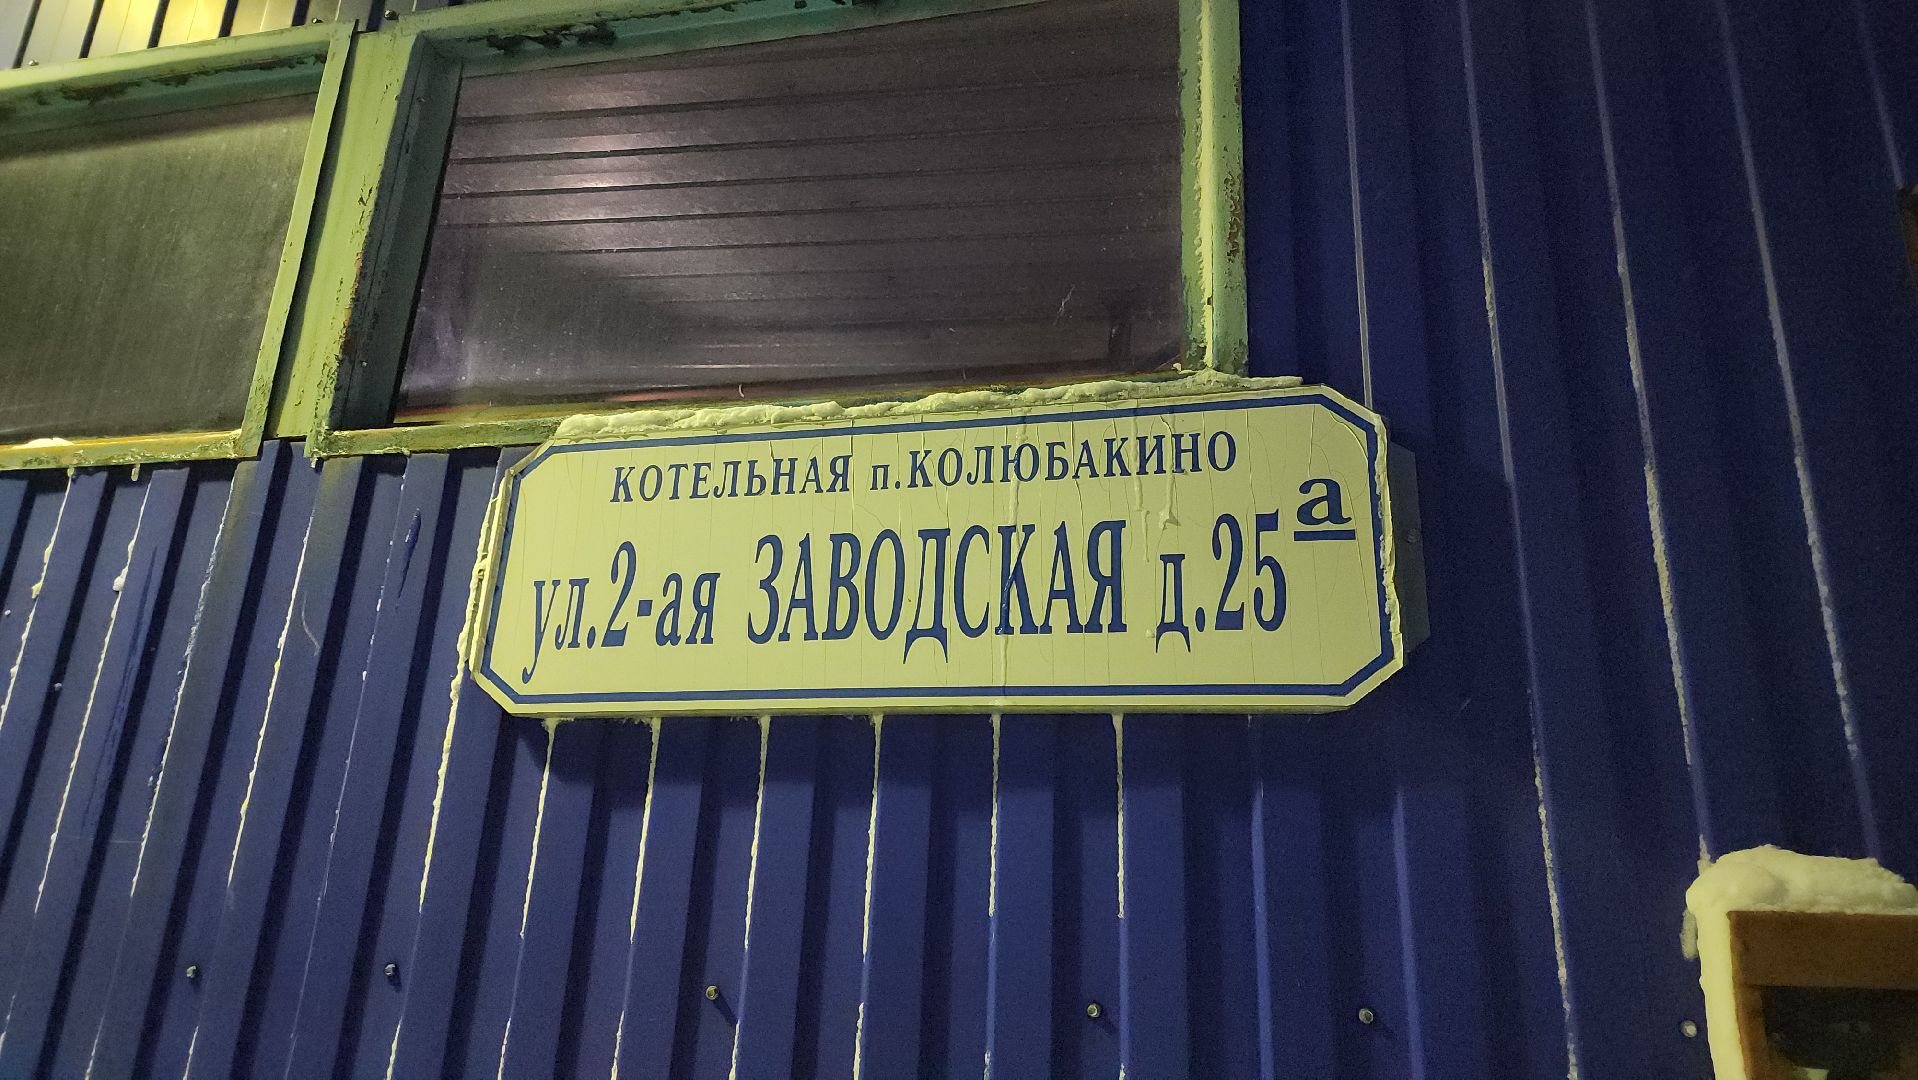 КОТЕЛЬНАЯ п.КОЛЮБАКИНО
ул.2-ая ЗАВОДСКАЯ д.25а